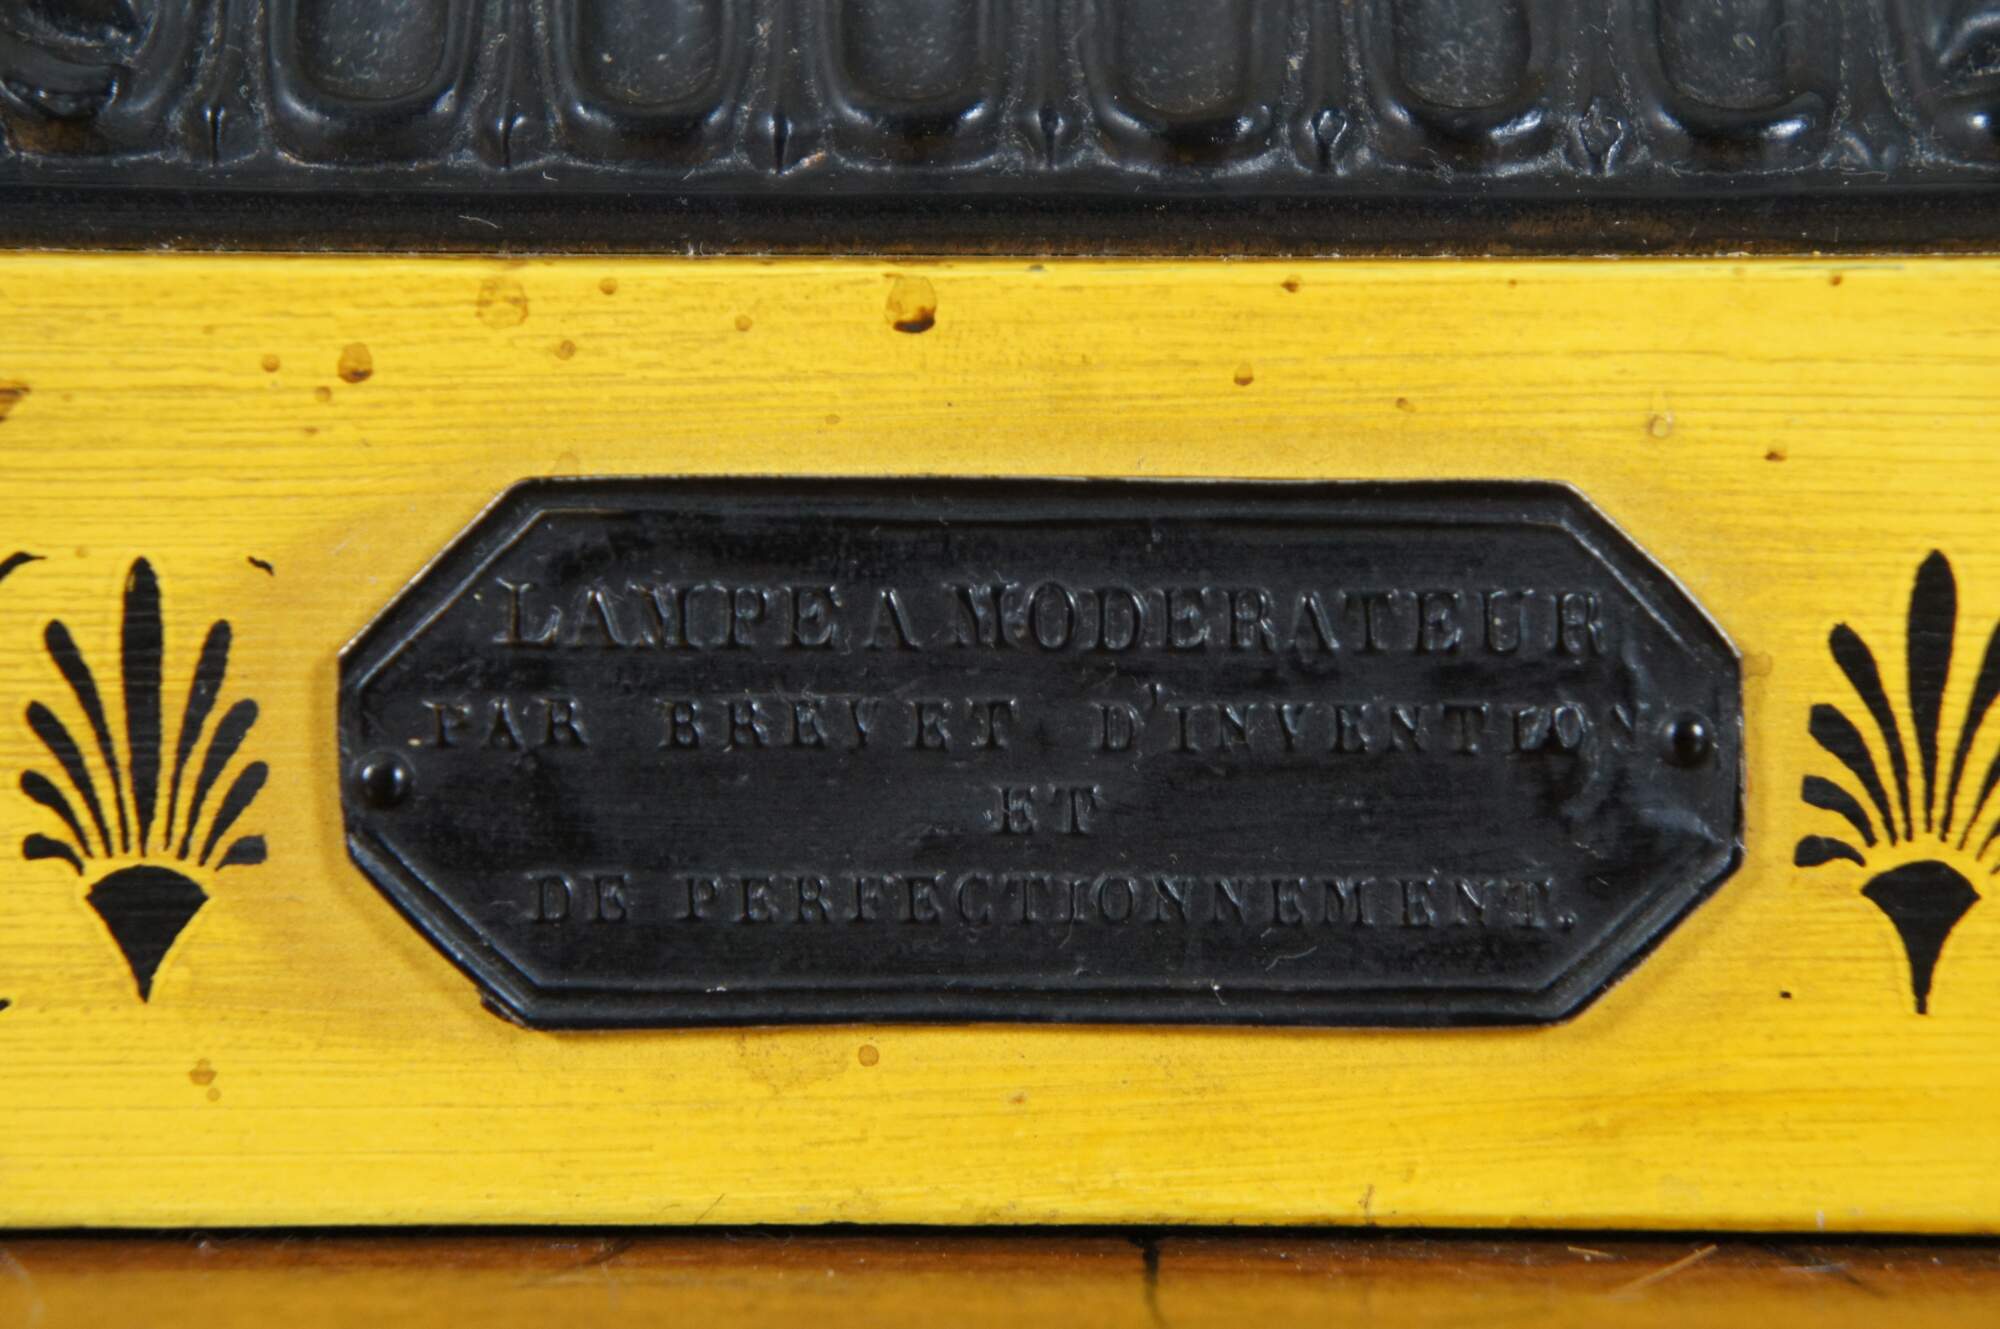 LAMPE A MODERATEUR
PAR BREVET D'INVENTION
ET
DE PERFECTIONNEMENT.